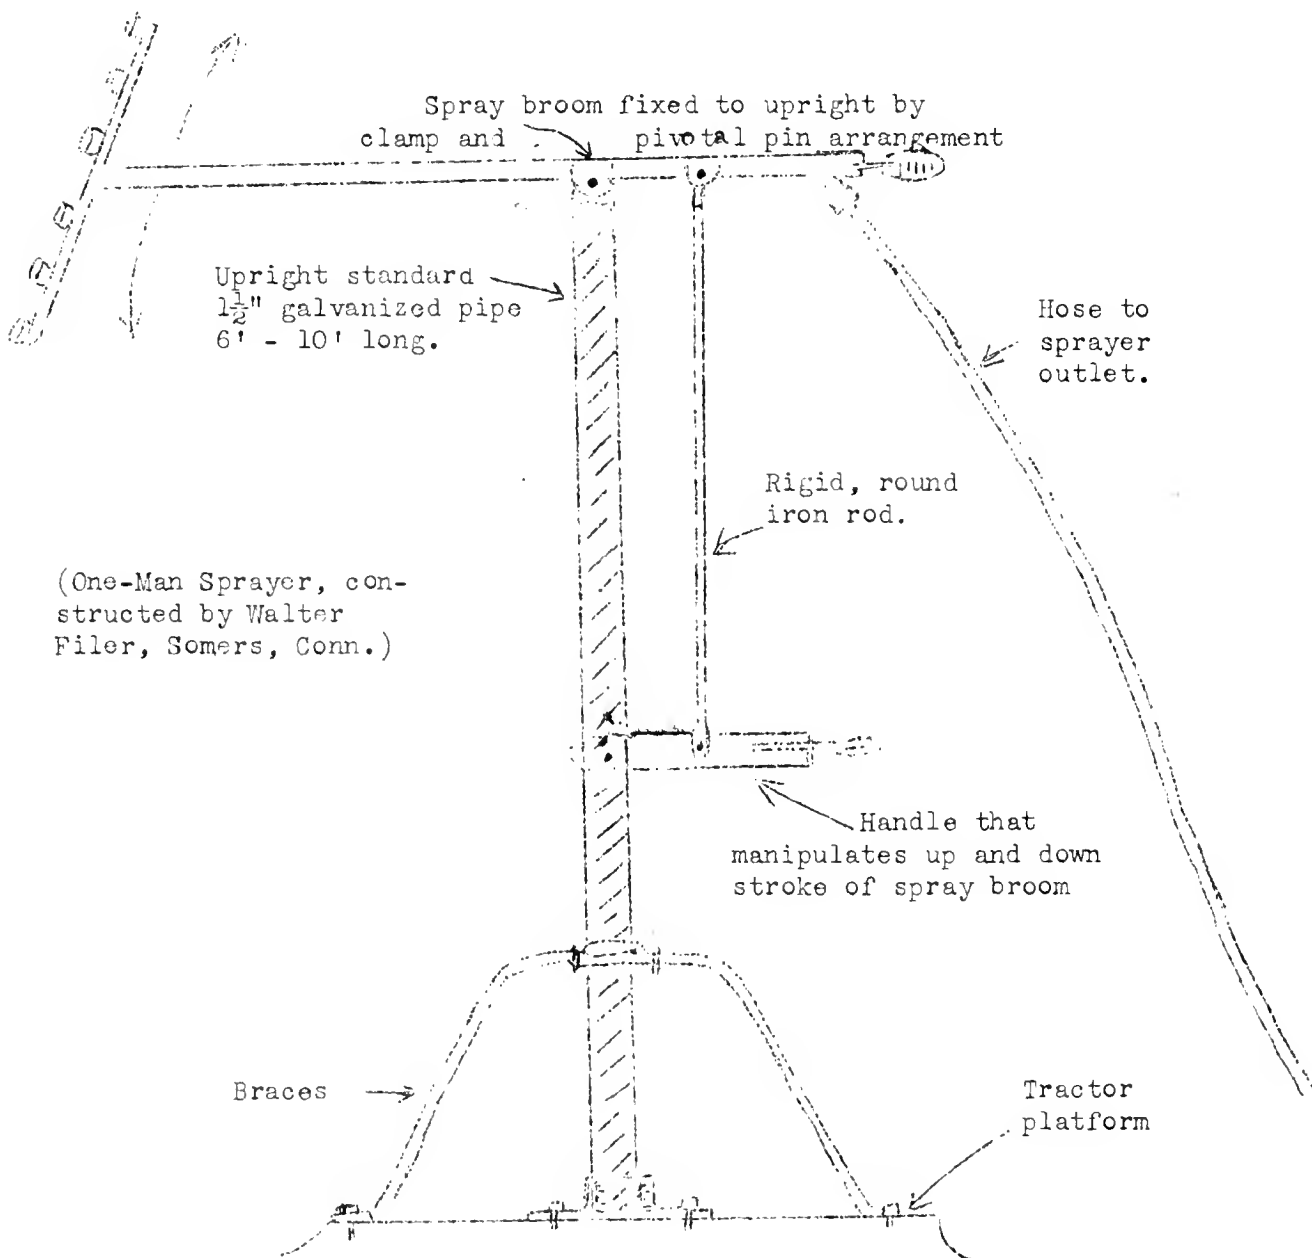 Spray broom fixed to upright by
clamp and pivotal pin arrangement
Upright standard
1½" galvanized pipe
6' - 10' long.
Hose to
sprayer
outlet.
Rigid, round
iron rod.
(One-Man Sprayer, con-
structed by Walter
Filer, Somers, Conn.)
Handle that
manipulates up and down
stroke of spray broom
Braces
Tractor
platform